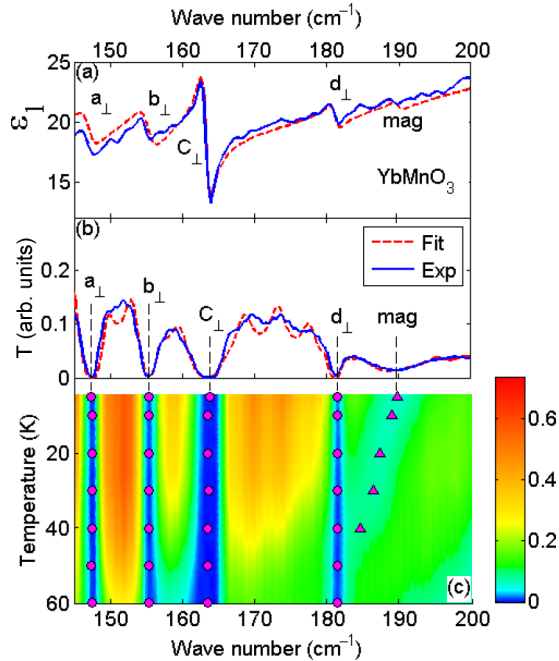 Wave number (cm⁻¹)
150 160 170 180 190 200
25
20
15
ε₁
(a)
a⊥
b⊥
C⊥
d⊥
mag
YbMnO₃
(b)
Fit
Exp
0.2
0.1
0
T (arb. units)
a⊥
b⊥
C⊥
d⊥
mag
20
40
60
Temperature (K)
(c)
0.6
0.4
0.2
0
150 160 170 180 190 200
Wave number (cm⁻¹)